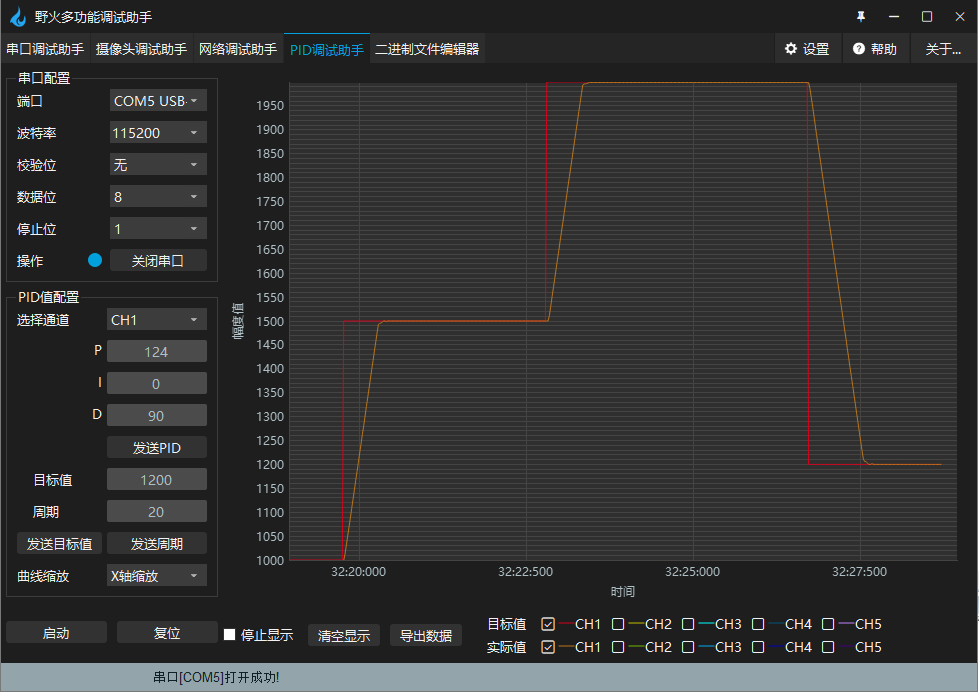 野火多功能调试助手
串口调试助手 摄像头调试助手 网络调试助手 PID调试助手 二进制文件编辑器 设置 帮助 关于...
串口配置
端口 COM5 USB-
波特率 115200
校验位 无
数据位 8
停止位 1
操作 关闭串口
PID值配置
选择通道 CH1
P 124
I 0
D 90
发送PID
目标值 1200
周期 20
发送目标值 发送周期
曲线缩放 X轴缩放
启动 复位 停止显示 清空显示 导出数据
幅度值
1950
1900
1850
1800
1750
1700
1650
1600
1550
1500
1450
1400
1350
1300
1250
1200
1150
1100
1050
1000
32:20:000 32:22:500 32:25:000 32:27:500
时间
目标值 CH1 CH2 CH3 CH4 CH5
实际值 CH1 CH2 CH3 CH4 CH5
串口[COM5]打开成功!